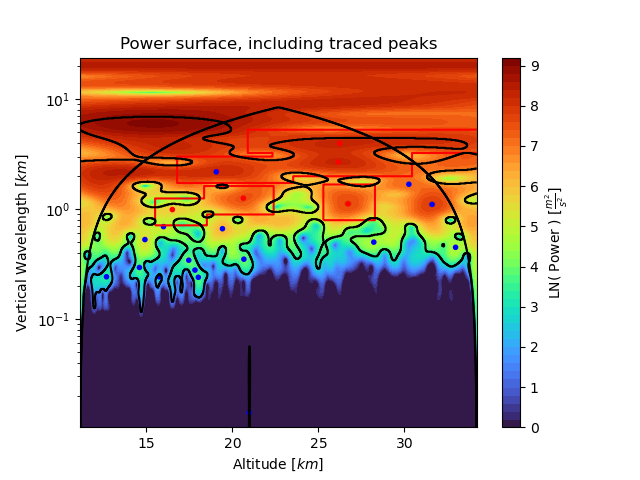 Power surface, including traced peaks
Vertical Wavelength [km]
10¹
10⁰
10⁻¹
15 20 25 30
Altitude [km]
9
8
7
6
5
4
3
2
1
0
LN( Power ) [m²/s²]